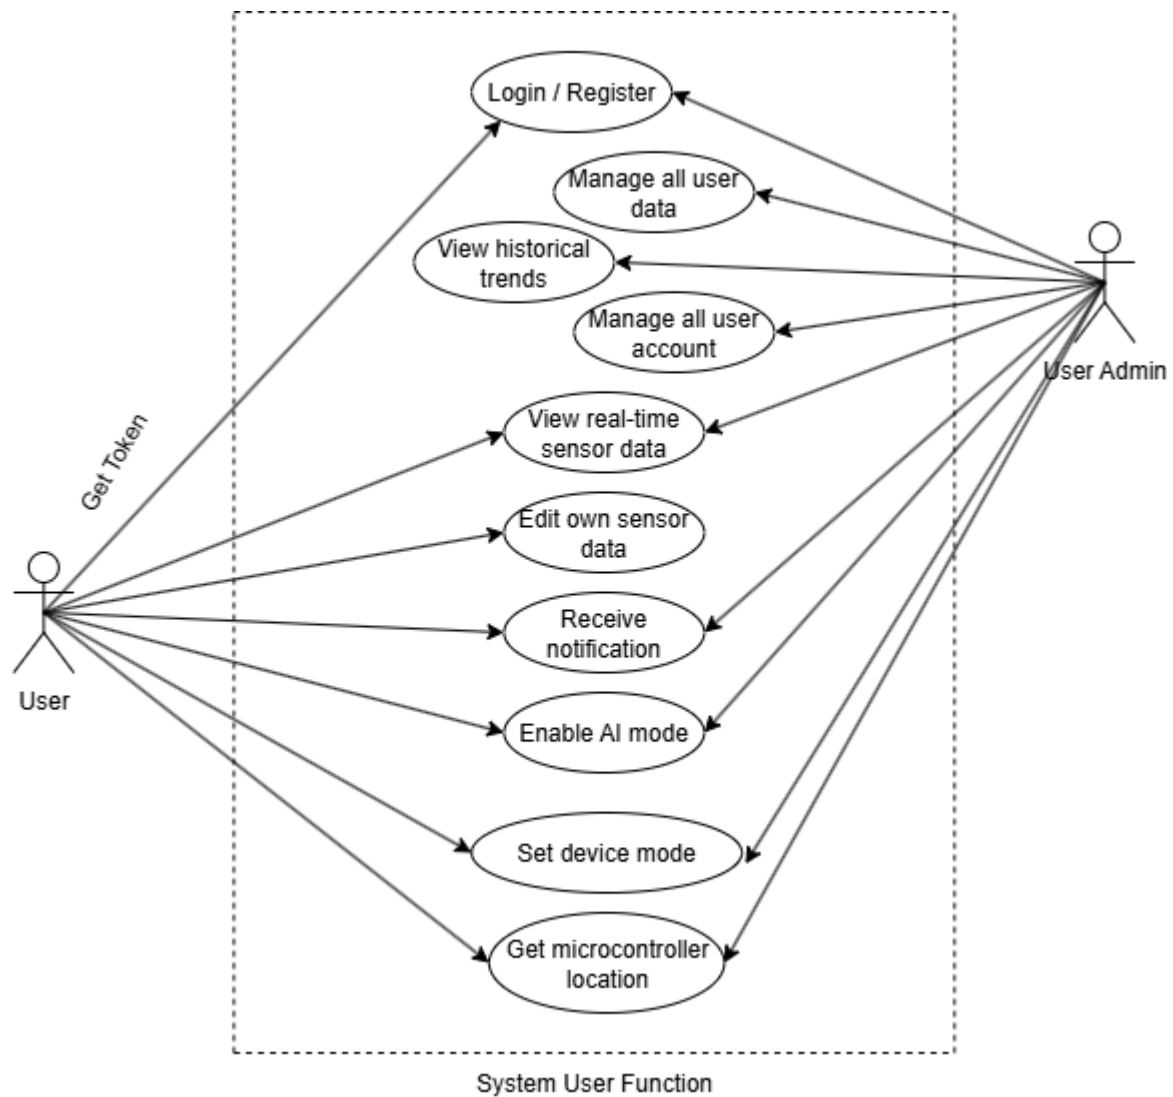 Login / Register
Manage all user
data
View historical
trends
Manage all user
account
User Admin
View real-time
sensor data
Get Token
Edit own sensor
data
Receive
notification
User
Enable AI mode
Set device mode
Get microcontroller
location
System User Function